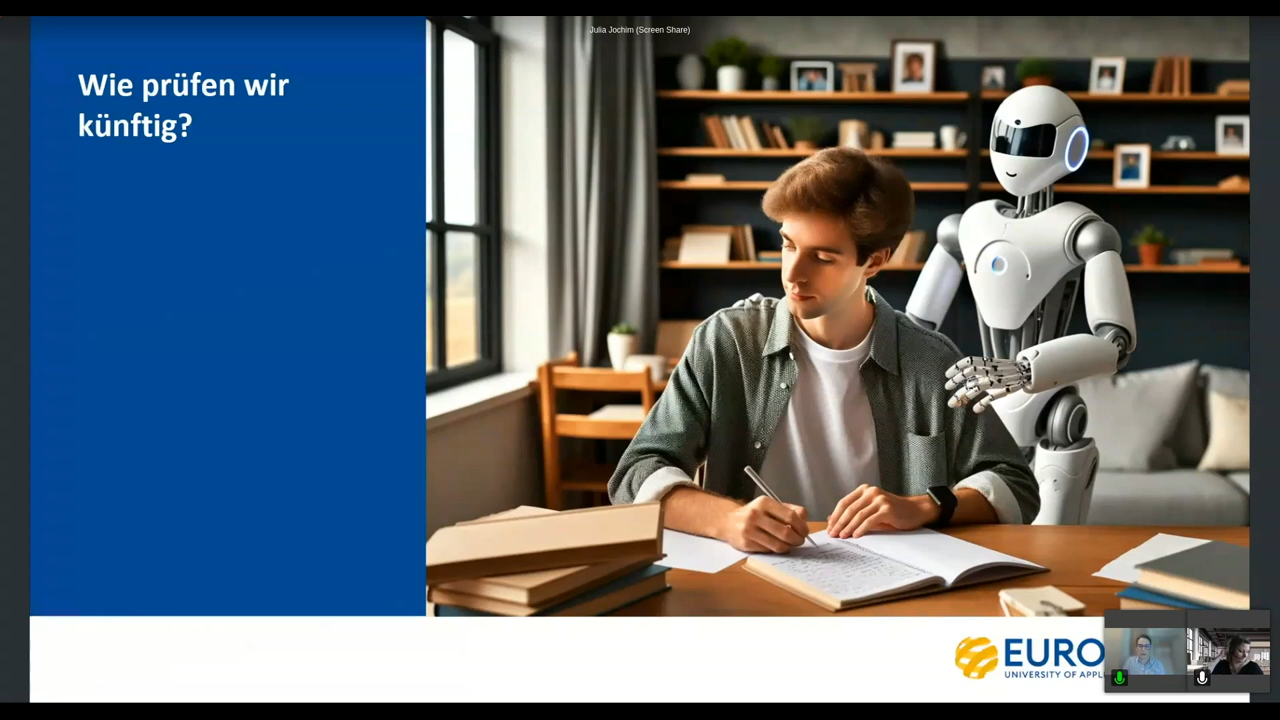 Julia Jochim (Screen Share)
Wie prüfen wir
künftig?
EURO
UNIVERSITY OF APPL